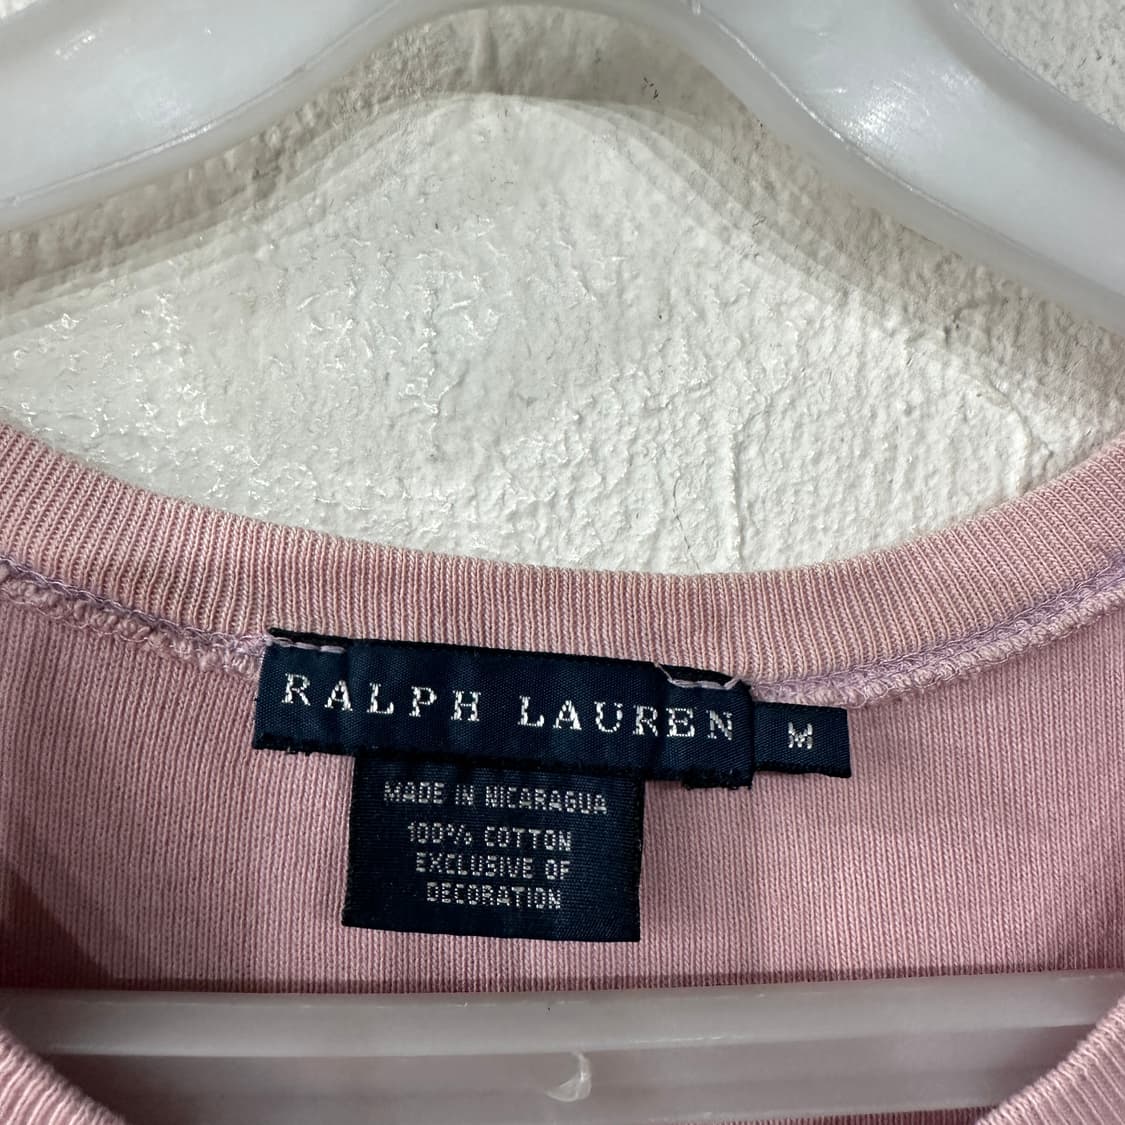 RALPH LAUREN
M
MADE IN NICARAGUA
100% COTTON
EXCLUSIVE OF
DECORATION